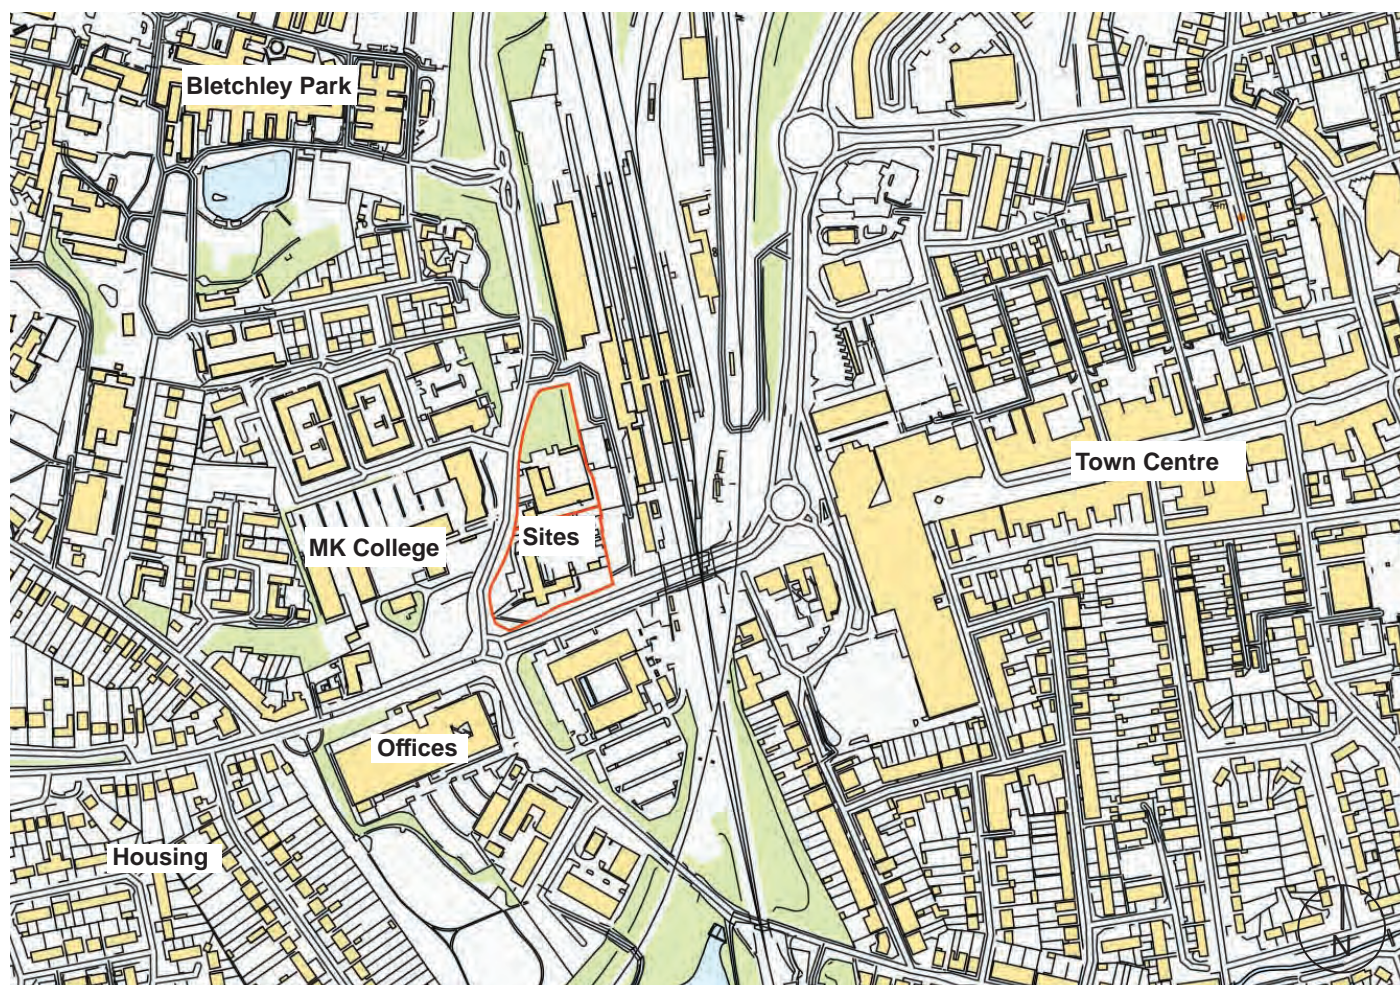 Bletchley Park
Town Centre
Sites
MK College
Offices
Housing
N